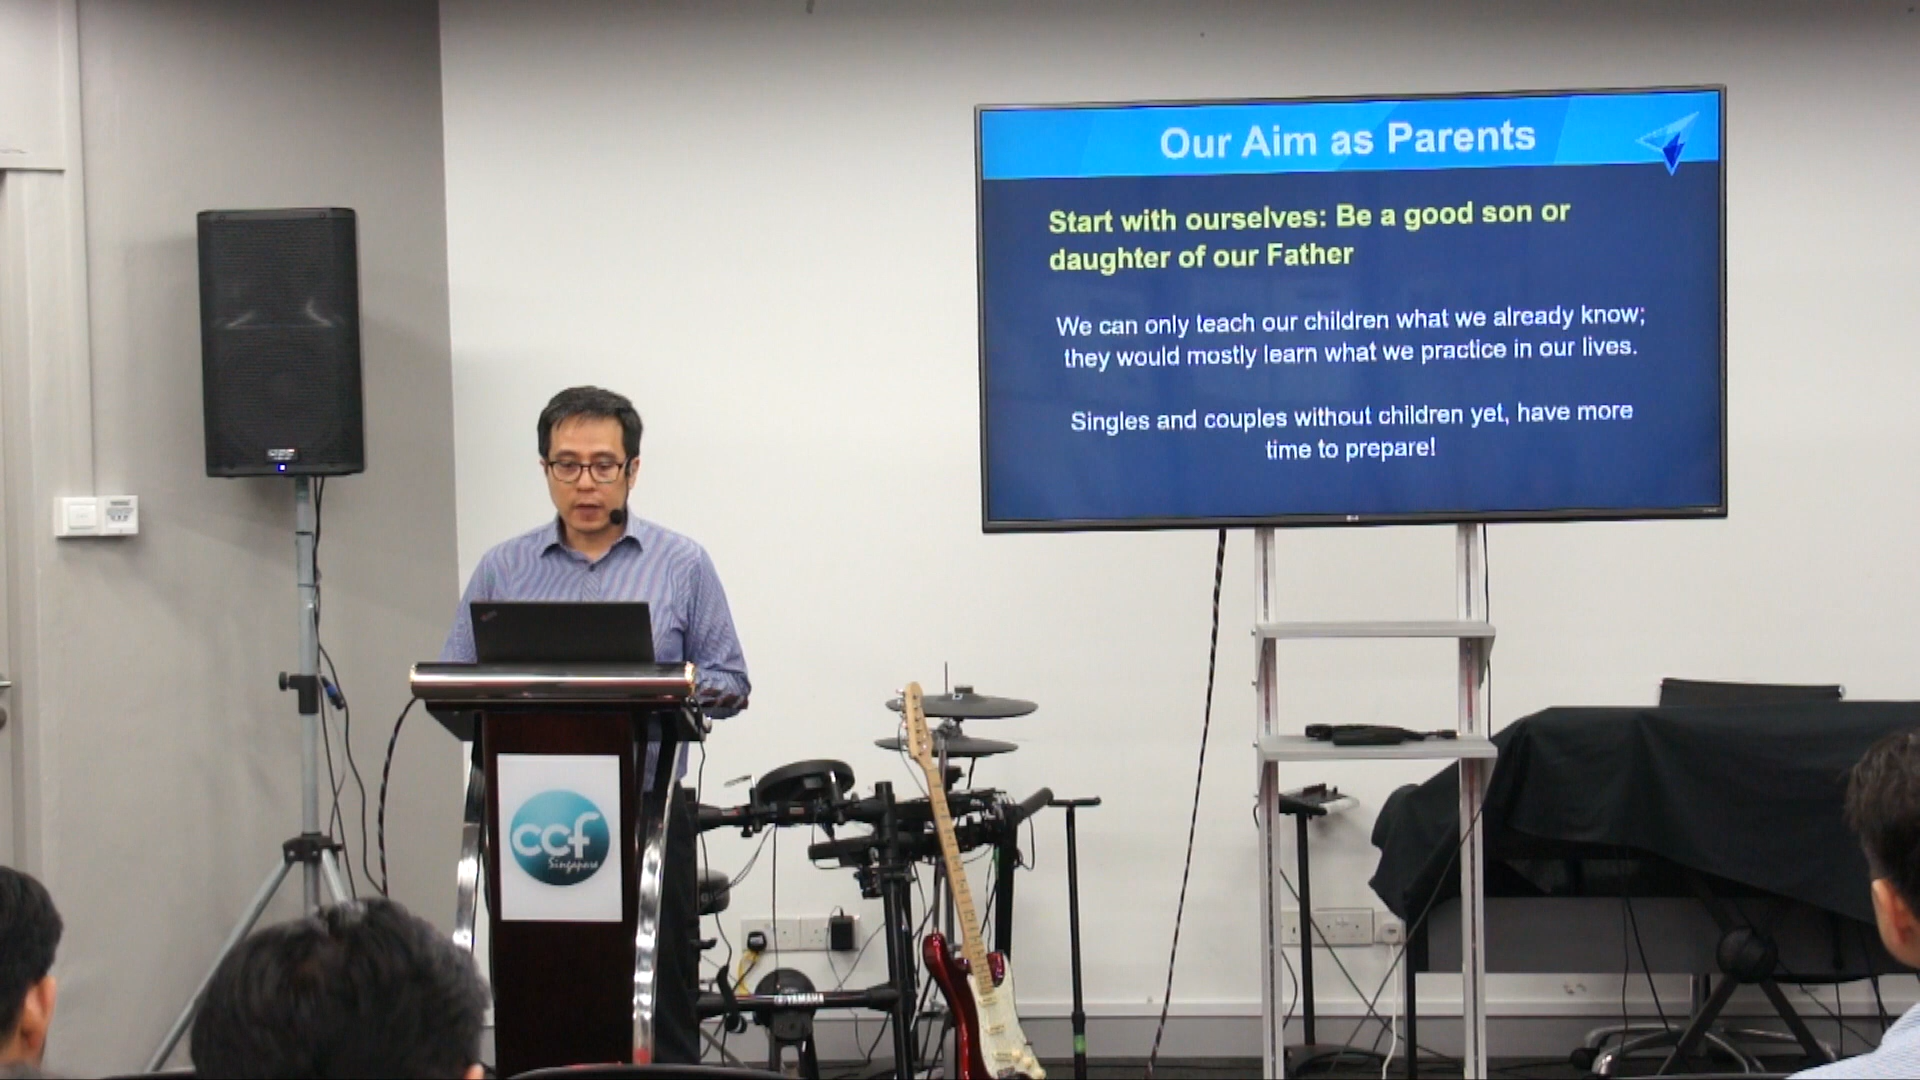 Our Aim as Parents
Start with ourselves: Be a good son or
daughter of our Father
We can only teach our children what we already know;
they would mostly learn what we practice in our lives.
Singles and couples without children yet, have more
time to prepare!
ccf
Singapore
YAMAHA